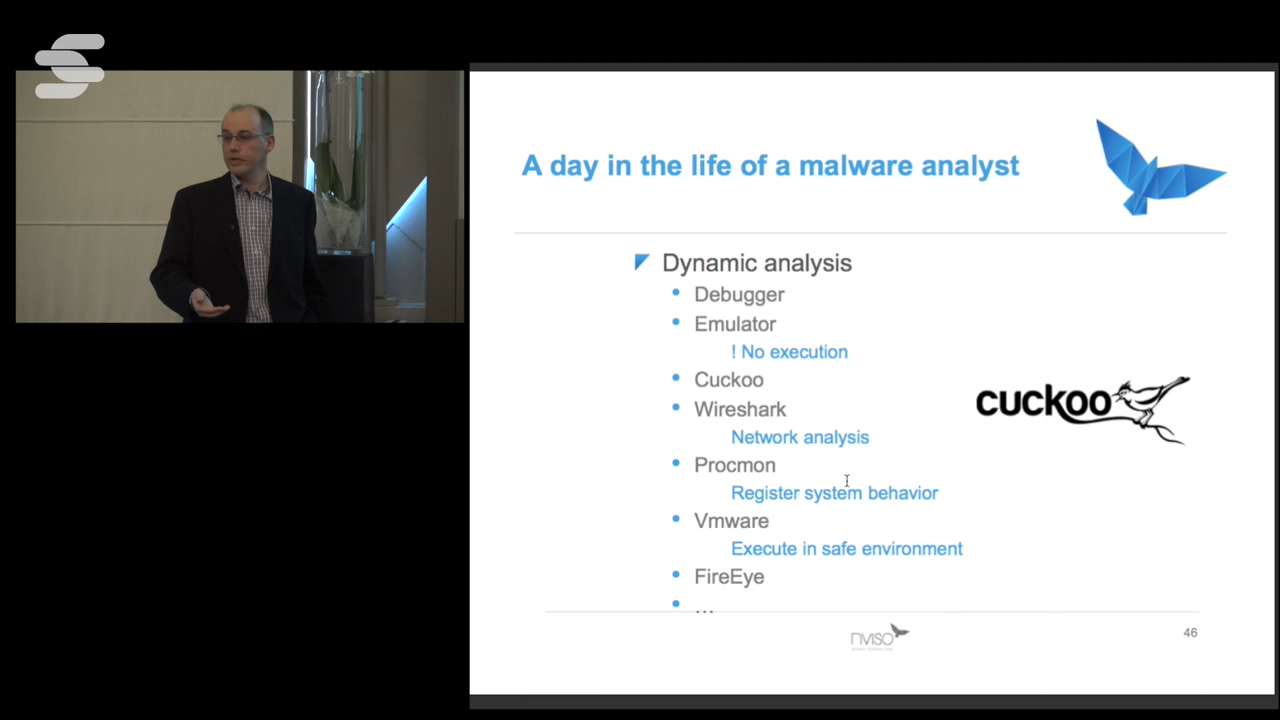 A day in the life of a malware analyst
Dynamic analysis
Debugger
Emulator
! No execution
Cuckoo
Wireshark
Network analysis
Procmon
Register system behavior
Vmware
Execute in safe environment
FireEye
...
cuckoo
NVISO
46